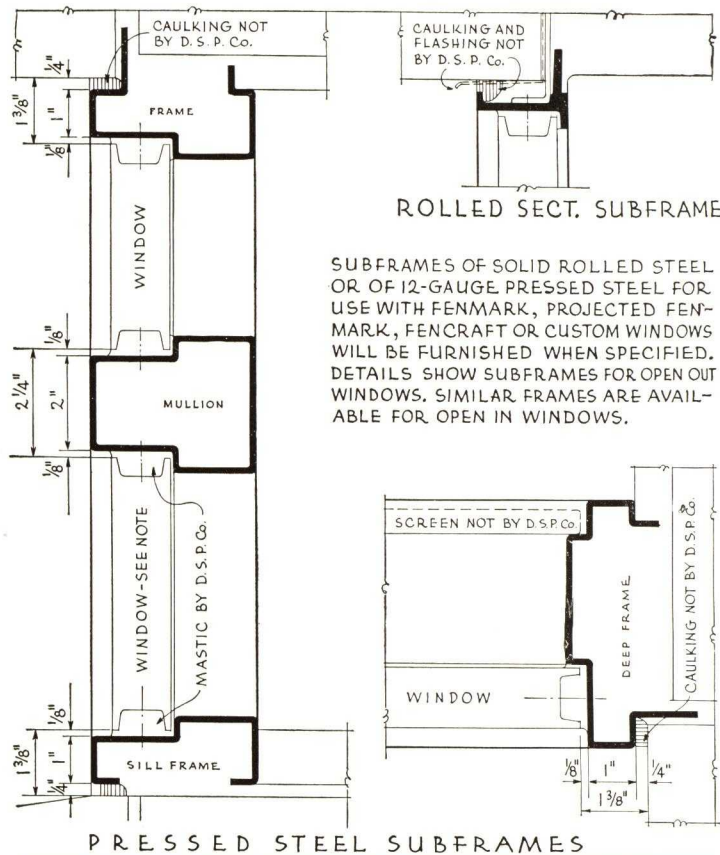 CAULKING NOT
BY D.S.P. Co.
1/4"
1 3/8"
1"
1/8"
FRAME
WINDOW
1/8"
2 1/4"
2"
1/8"
MULLION
WINDOW-SEE NOTE
MASTIC BY D.S.P. Co.
1/8"
1 3/8"
1"
1/4"
SILL FRAME
CAULKING AND
FLASHING NOT
BY D.S.P. Co.
ROLLED SECT. SUBFRAME
SUBFRAMES OF SOLID ROLLED STEEL
OR OF 12-GAUGE PRESSED STEEL FOR
USE WITH FENMARK, PROJECTED FEN-
MARK, FENCRAFT OR CUSTOM WINDOWS
WILL BE FURNISHED WHEN SPECIFIED.
DETAILS SHOW SUBFRAMES FOR OPEN OUT
WINDOWS. SIMILAR FRAMES ARE AVAIL-
ABLE FOR OPEN IN WINDOWS.
SCREEN NOT BY D.S.P. Co.
DEEP FRAME
CAULKING NOT BY D.S.P. Co.
WINDOW
1/8"
1"
1/4"
1 3/8"
PRESSED STEEL SUBFRAMES